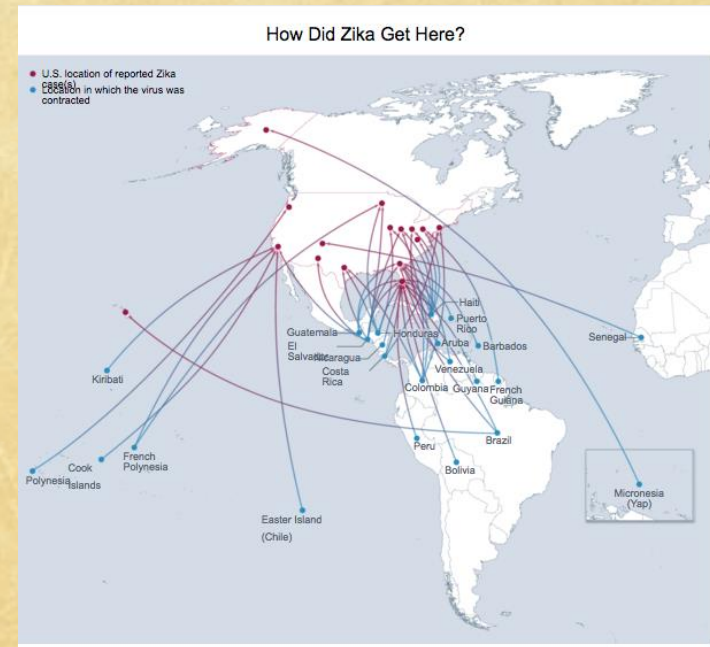 How Did Zika Get Here?
U.S. location of reported Zika
case(s)
Location in which the virus was
contracted
Haiti
Puerto
Rico
Guatemala
Honduras
Senegal
El
Salvador
Nicaragua
Aruba
Barbados
Costa
Rica
Venezuela
Kiribati
Colombia
Guyana
French
Guiana
French
Polynesia
Brazil
Peru
Cook
Islands
Polynesia
Bolivia
Micronesia
(Yap)
Easter Island
(Chile)